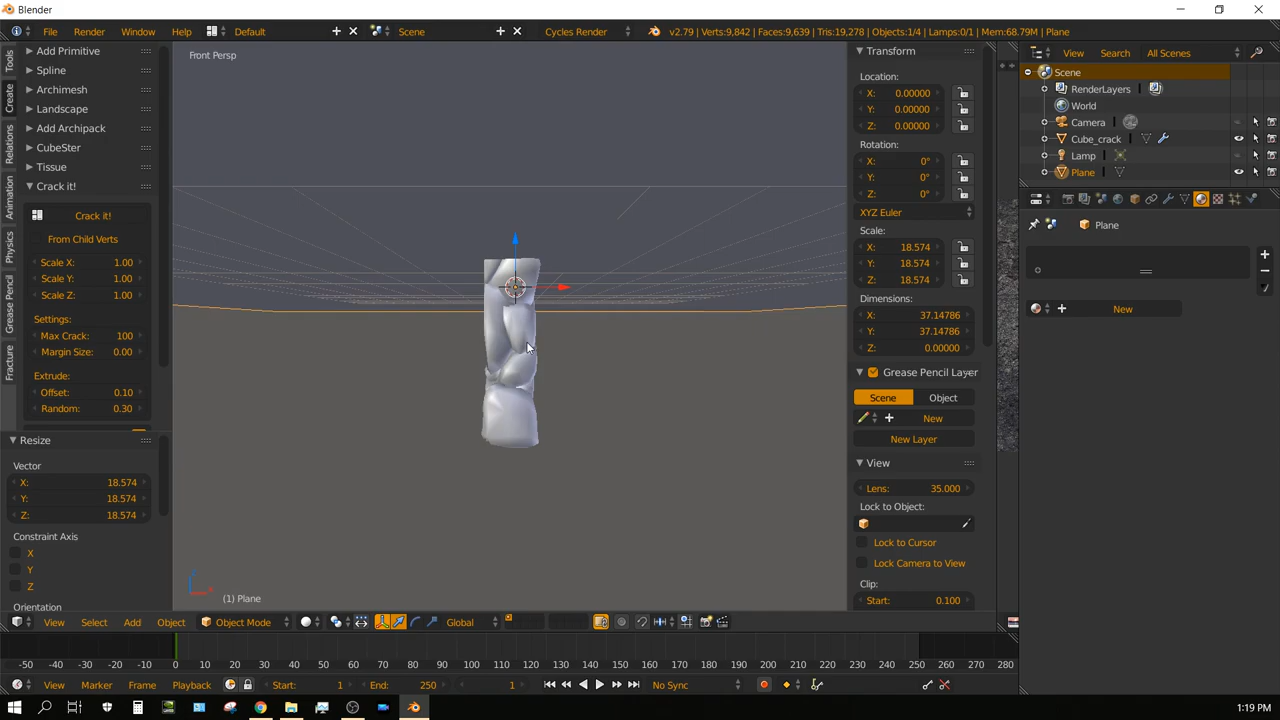 Blender
File Render Window Help Default Scene Cycles Render v2.79 | Verts:9,842 | Faces:9,639 | Tris:19,278 | Objects:1/4 | Lamps:0/1 | Mem:68.79M | Plane
Tools
Create
Relations
Animation
Physics
Grease Pencil
Fracture
Add Primitive
Spline
Archimesh
Landscape
Add Archipack
CubeSter
Tissue
Crack it!
Crack it!
From Child Verts
Scale X: 1.00
Scale Y: 1.00
Scale Z: 1.00
Settings:
Max Crack: 100
Margin Size: 0.00
Extrude:
Offset: 0.10
Random: 0.30
Resize
Vector
X: 18.574
Y: 18.574
Z: 18.574
Constraint Axis
X
Y
Z
Orientation
Front Persp
(1) Plane
Transform
Location:
X: 0.00000
Y: 0.00000
Z: 0.00000
Rotation:
X: 0°
Y: 0°
Z: 0°
XYZ Euler
Scale:
X: 18.574
Y: 18.574
Z: 18.574
Dimensions:
X: 37.14786
Y: 37.14786
Z: 0.00000
Grease Pencil Layer
Scene Object
New
New Layer
View
Lens: 35.000
Lock to Object:
Lock to Cursor
Lock Camera to View
Clip:
Start: 0.100
View Search All Scenes
Scene
RenderLayers
World
Camera
Cube_crack
Lamp
Plane
Plane
New
View Select Add Object Object Mode Global
-50 -40 -30 -20 -10 0 10 20 30 40 50 60 70 80 90 100 110 120 130 140 150 160 170 180 190 200 210 220 230 240 250 260 270 280
View Marker Frame Playback Start: 1 End: 250 1 No Sync
1:19 PM